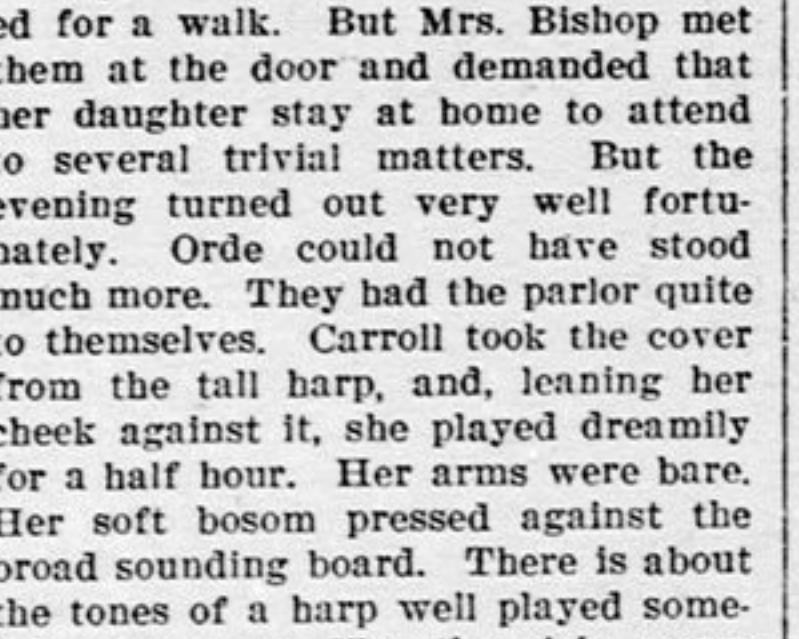 ed for a walk. But Mrs. Bishop met
them at the door and demanded that
her daughter stay at home to attend
to several trivial matters. But the
evening turned out very well fortu-
nately. Orde could not have stood
much more. They had the parlor quite
to themselves. Carroll took the cover
from the tall harp, and, leaning her
cheek against it, she played dreamily
for a half hour. Her arms were bare.
Her soft bosom pressed against the
broad sounding board. There is about
the tones of a harp well played some-